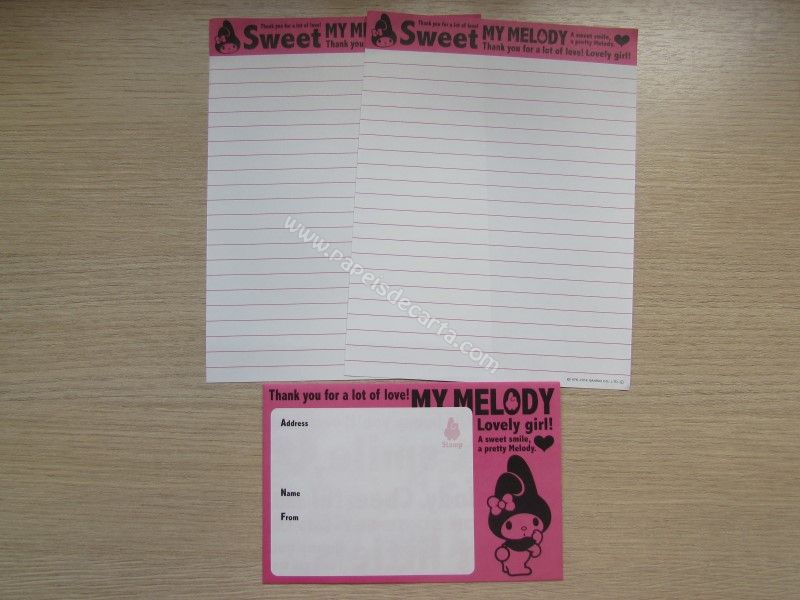 Thank you for a lot of love!
Sweet MY
Thank you
Thank you for a lot of love!
Sweet MY MELODY
A sweet smile,
a pretty Melody.
Thank you for a lot of love! Lovely girl!
www.papeisdecarta.com
Thank you for a lot of love!
MY MELODY
Lovely girl!
A sweet smile,
a pretty Melody.
Address
Stamp
Name
From